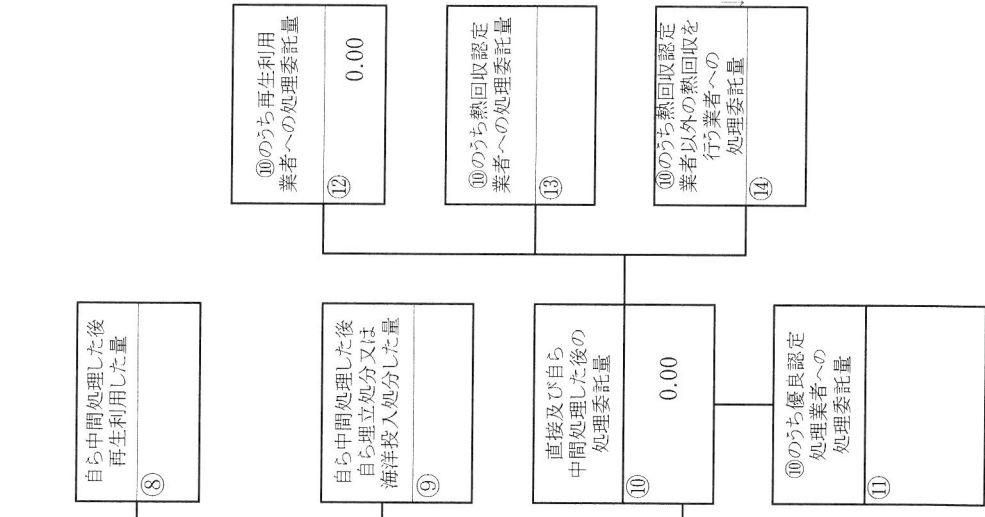 自ら中間処理した後
再生利用した量
⑧
自ら中間処理した後
自ら埋立処分又は
海洋投入処分した量
⑨
直接及び自ら
中間処理した後の
処理委託量
⑩
0.00
⑩のうち優良認定
処理業者への
処理委託量
⑪
⑩のうち再生利用
業者への処理委託量
⑫
0.00
⑩のうち熱回収認定
業者への処理委託量
⑬
⑩のうち熱回収認定
業者以外の熱回収を
行う業者への
処理委託量
⑭